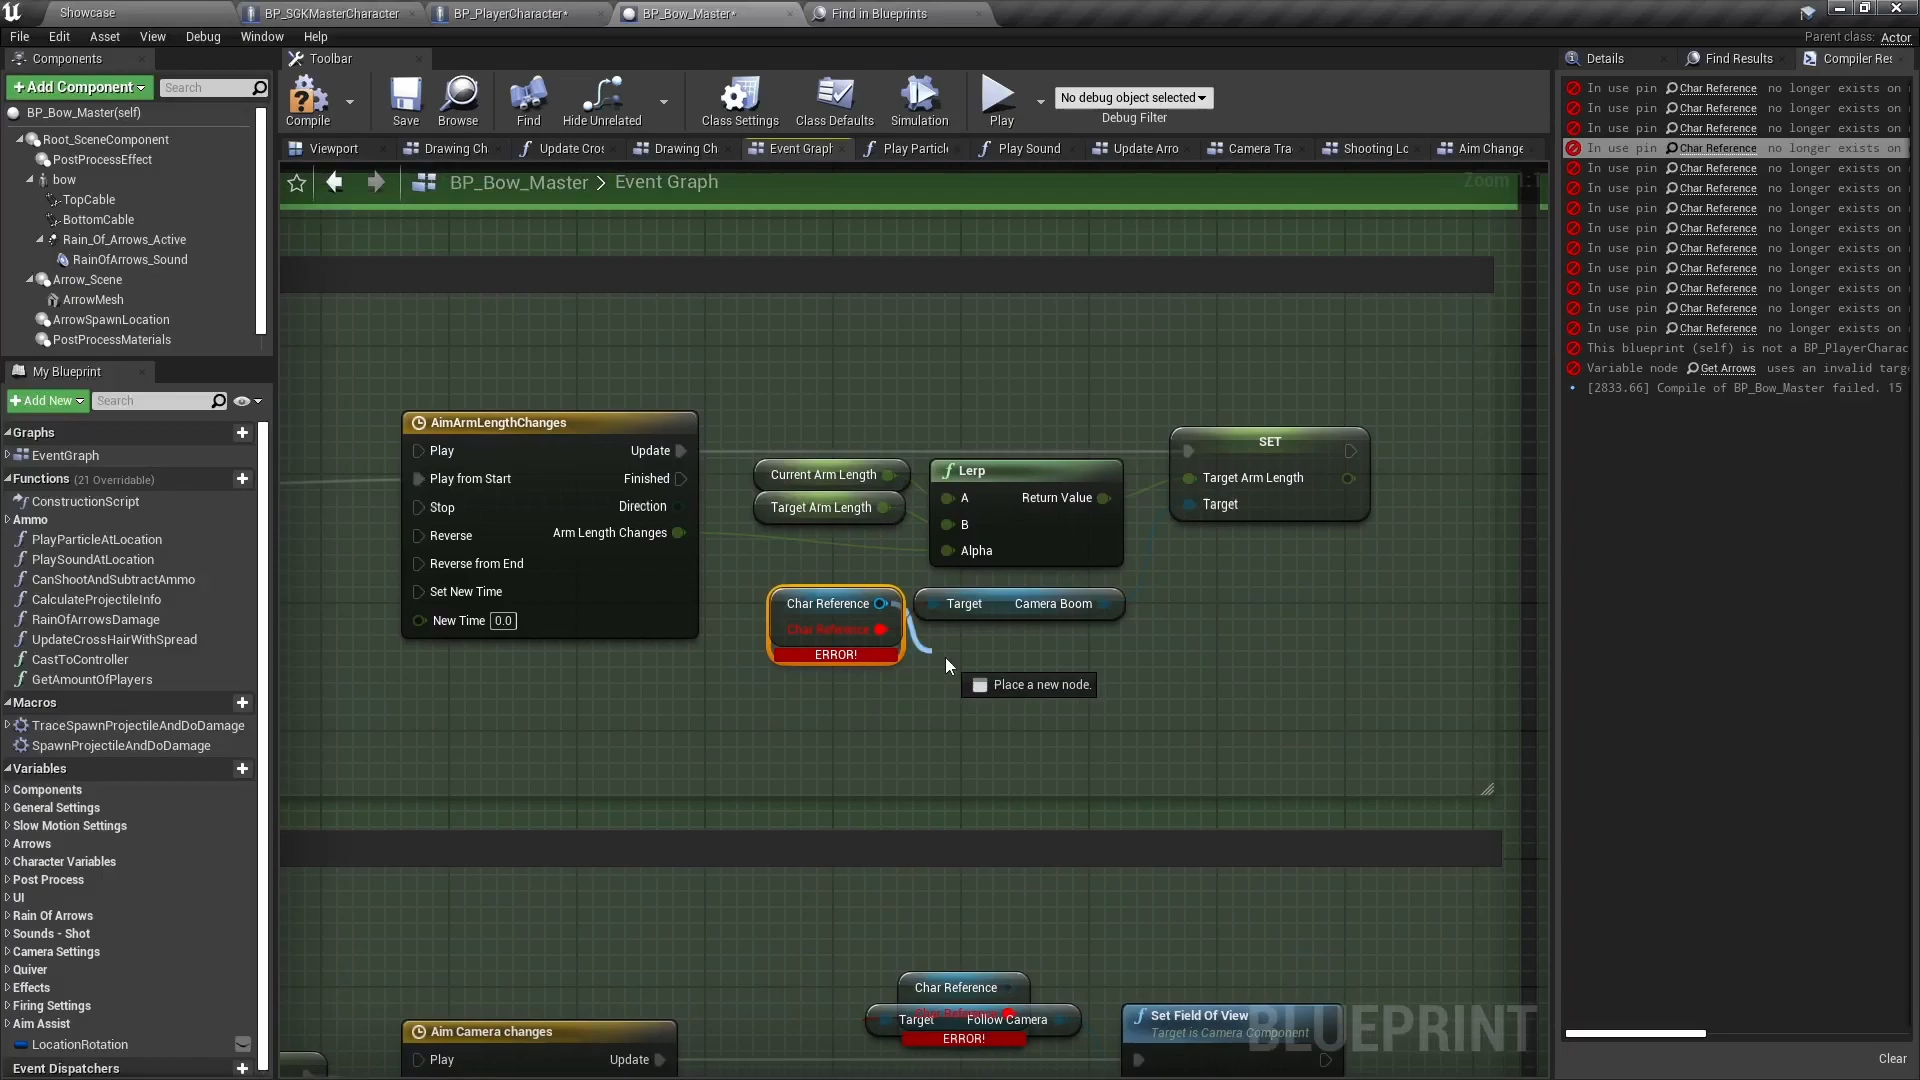 Showcase
BP_SGKMasterCharacter
BP_PlayerCharacter*
BP_Bow_Master*
Find in Blueprints
File Edit Asset View Debug Window Help
Parent class: Actor
Components
Toolbar
Details
Find Results
Compiler Res
+Add Component
Search
BP_Bow_Master(self)
Root_SceneComponent
PostProcessEffect
bow
TopCable
BottomCable
Rain_Of_Arrows_Active
RainOfArrows_Sound
Arrow_Scene
ArrowMesh
ArrowSpawnLocation
PostProcessMaterials
Compile
Save
Browse
Find
Hide Unrelated
Class Settings
Class Defaults
Simulation
Play
No debug object selected
Debug Filter
Viewport
Drawing Ch
Update Cros
Drawing Ch
Event Graph
Play Particl
Play Sound
Update Arro
Camera Tra
Shooting Lo
Aim Change
BP_Bow_Master > Event Graph
Zoom 1:1
My Blueprint
+Add New
Search
Graphs
EventGraph
Functions (21 Overridable)
ConstructionScript
Ammo
PlayParticleAtLocation
PlaySoundAtLocation
CanShootAndSubtractAmmo
CalculateProjectileInfo
RainOfArrowsDamage
UpdateCrossHairWithSpread
CastToController
GetAmountOfPlayers
Macros
TraceSpawnProjectileAndDoDamage
SpawnProjectileAndDoDamage
Variables
Components
General Settings
Slow Motion Settings
Arrows
Character Variables
Post Process
UI
Rain Of Arrows
Sounds - Shot
Camera Settings
Quiver
Effects
Firing Settings
Aim Assist
LocationRotation
Event Dispatchers
AimArmLengthChanges
Play
Update
Play from Start
Finished
Stop
Direction
Reverse
Arm Length Changes
Reverse from End
Set New Time
New Time 0.0
Current Arm Length
Target Arm Length
Lerp
A
Return Value
B
Alpha
SET
Target Arm Length
Target
Char Reference
Char Reference
ERROR!
Target
Camera Boom
Place a new node.
Char Reference
Char Reference
Target
Follow Camera
ERROR!
Aim Camera changes
Play
Update
Set Field Of View
Target is Camera Component
BLUEPRINT
In use pin Char Reference no longer exists on
In use pin Char Reference no longer exists on
In use pin Char Reference no longer exists on
In use pin Char Reference no longer exists on
In use pin Char Reference no longer exists on
In use pin Char Reference no longer exists on
In use pin Char Reference no longer exists on
In use pin Char Reference no longer exists on
In use pin Char Reference no longer exists on
In use pin Char Reference no longer exists on
In use pin Char Reference no longer exists on
In use pin Char Reference no longer exists on
In use pin Char Reference no longer exists on
This blueprint (self) is not a BP_PlayerCharac
Variable node Get Arrows uses an invalid targ
[2833.66] Compile of BP_Bow_Master failed. 15
Clear